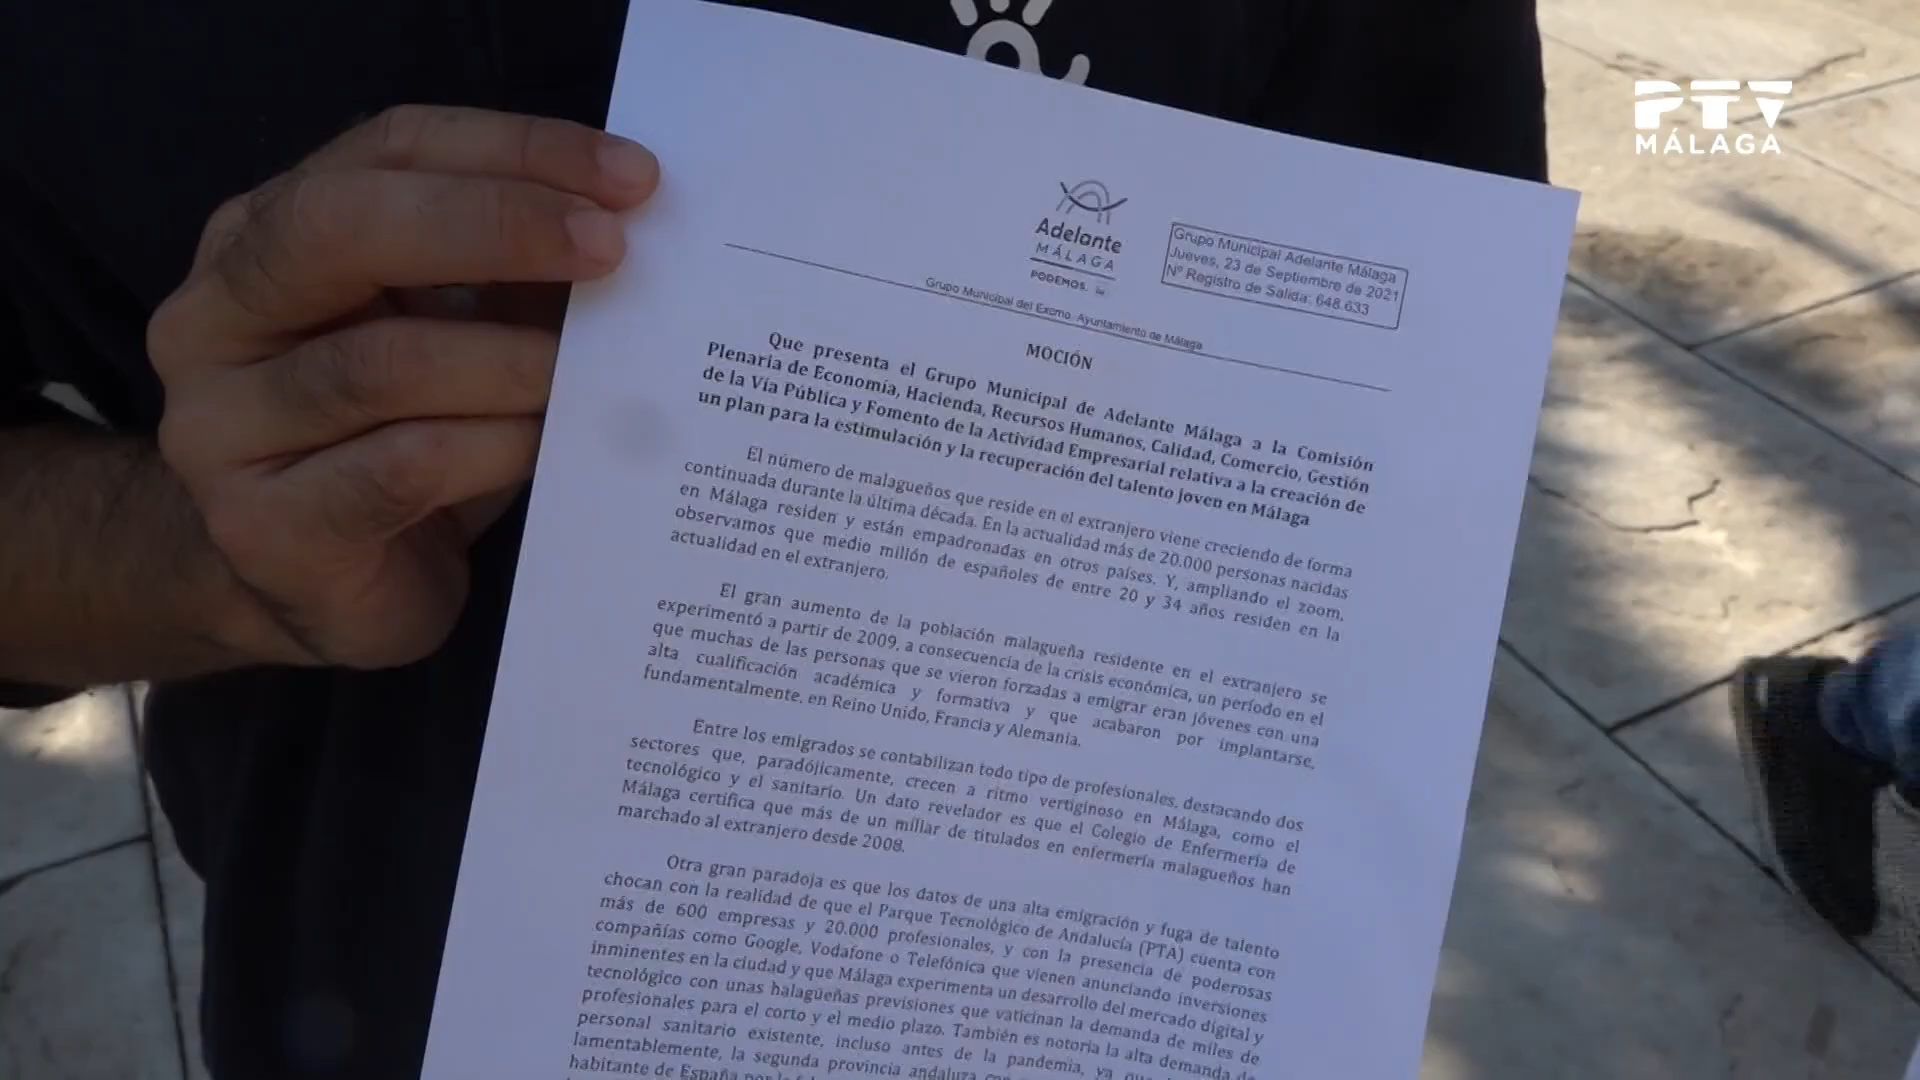 PTV
MÁLAGA
Adelante
MÁLAGA
PODEMOS.
Grupo Municipal Adelante Málaga
Jueves, 23 de Septiembre de 2021
Nº Registro de Salida: 648.633
Grupo Municipal del Excmo. Ayuntamiento de Málaga
MOCIÓN
Que presenta el Grupo Municipal de Adelante Málaga a la Comisión
Plenaria de Economía, Hacienda, Recursos Humanos, Calidad, Comercio, Gestión
de la Vía Pública y Fomento de la Actividad Empresarial relativa a la creación de
un plan para la estimulación y la recuperación del talento joven en Málaga
El número de malagueños que reside en el extranjero viene creciendo de forma
continuada durante la última década. En la actualidad más de 20.000 personas nacidas
en Málaga residen y están empadronadas en otros países. Y, ampliando el zoom,
observamos que medio millón de españoles de entre 20 y 34 años residen en la
actualidad en el extranjero.
El gran aumento de la población malagueña residente en el extranjero se
experimentó a partir de 2009, a consecuencia de la crisis económica, un período en el
que muchas de las personas que se vieron forzadas a emigrar eran jóvenes con una
alta cualificación académica y formativa y que acabaron por implantarse,
fundamentalmente, en Reino Unido, Francia y Alemania.
Entre los emigrados se contabilizan todo tipo de profesionales, destacando dos
sectores que, paradójicamente, crecen a ritmo vertiginoso en Málaga, como el
tecnológico y el sanitario. Un dato revelador es que el Colegio de Enfermería de
Málaga certifica que más de un millar de titulados en enfermería malagueños han
marchado al extranjero desde 2008.
Otra gran paradoja es que los datos de una alta emigración y fuga de talento
chocan con la realidad de que el Parque Tecnológico de Andalucía (PTA) cuenta con
más de 600 empresas y 20.000 profesionales, y con la presencia de poderosas
compañías como Google, Vodafone o Telefónica que vienen anunciando inversiones
inminentes en la ciudad y que Málaga experimenta un desarrollo del mercado digital y
tecnológico con unas halagüeñas previsiones que vaticinan la demanda de miles de
profesionales para el corto y el medio plazo. También es notoria la alta demanda de
personal sanitario existente, incluso antes de la pandemia, ya que
lamentablemente, la segunda provincia andaluza con
habitante de España por